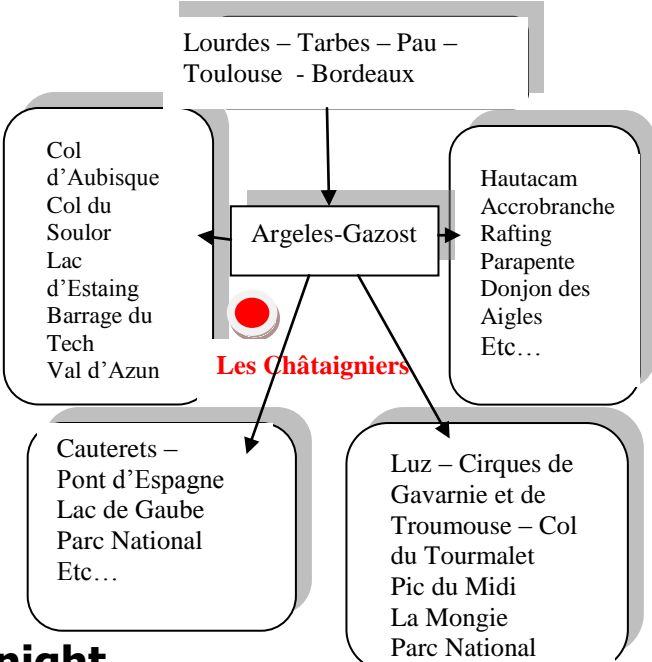 Lourdes – Tarbes – Pau –
Toulouse - Bordeaux
Col
d’Aubisque
Col du
Soulor
Lac
d’Estaing
Barrage du
Tech
Val d’Azun
Argeles-Gazost
Hautacam
Accrobranche
Rafting
Parapente
Donjon des
Aigles
Etc…
Les Châtaigniers
Cauterets –
Pont d’Espagne
Lac de Gaube
Parc National
Etc…
Luz – Cirques de
Gavarnie et de
Troumouse – Col
du Tourmalet
Pic du Midi
La Mongie
Parc National